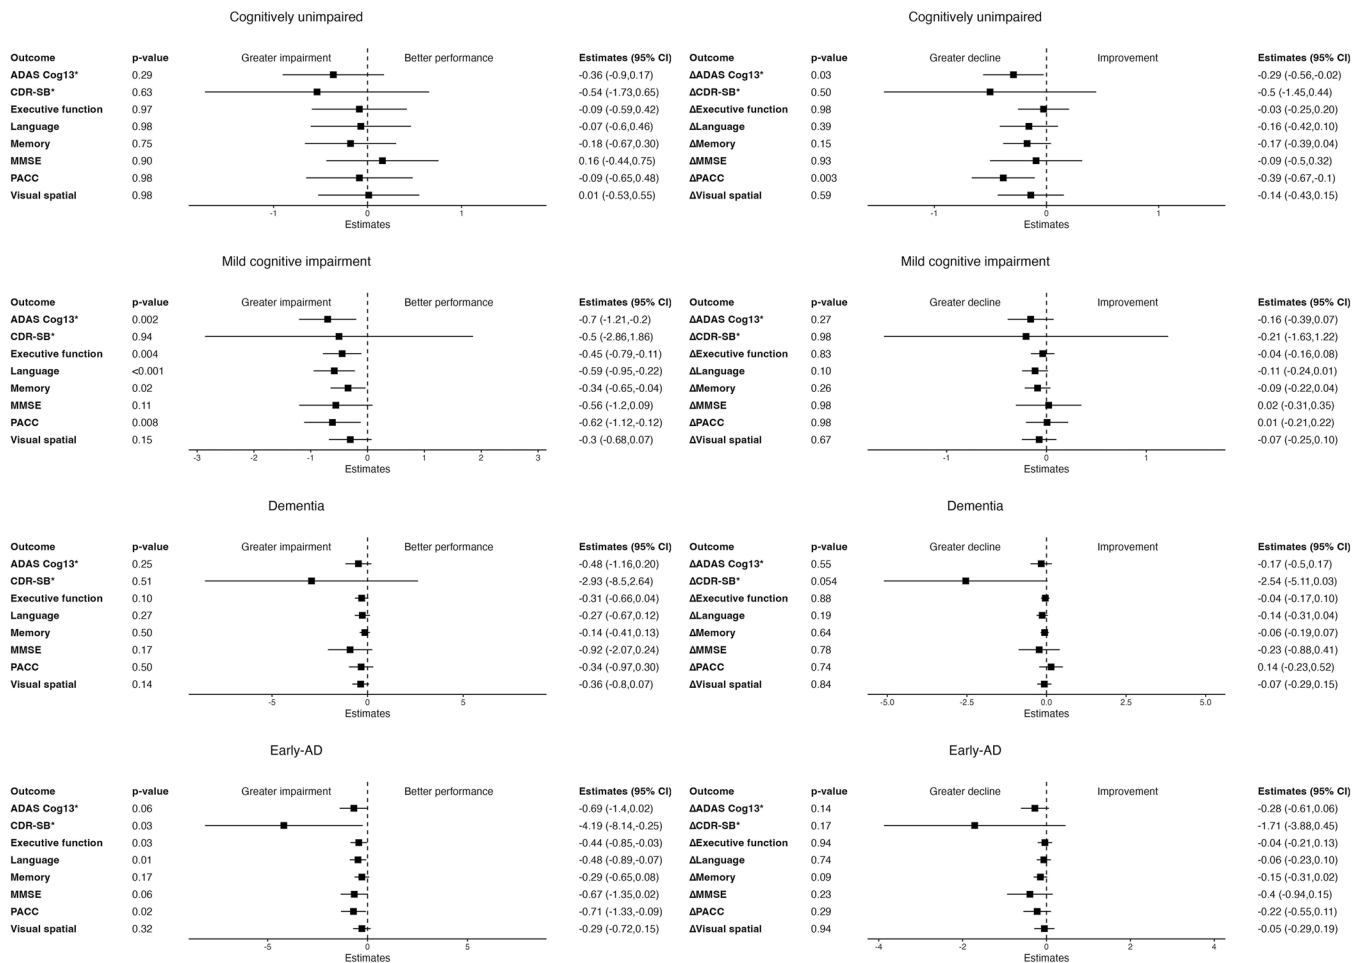 Cognitively unimpaired
Outcome p-value Greater impairment Better performance Estimates (95% CI)
ADAS Cog13* 0.29 -0.36 (-0.9,0.17)
CDR-SB* 0.63 -0.54 (-1.73,0.65)
Executive function 0.97 -0.09 (-0.59,0.42)
Language 0.98 -0.07 (-0.6,0.46)
Memory 0.75 -0.18 (-0.67,0.30)
MMSE 0.90 0.16 (-0.44,0.75)
PACC 0.98 -0.09 (-0.65,0.48)
Visual spatial 0.98 0.01 (-0.53,0.55)
-1 0 1
Estimates
Cognitively unimpaired
Outcome p-value Greater decline Improvement Estimates (95% CI)
ΔADAS Cog13* 0.03 -0.29 (-0.56,-0.02)
ΔCDR-SB* 0.50 -0.5 (-1.45,0.44)
ΔExecutive function 0.98 -0.03 (-0.25,0.20)
ΔLanguage 0.39 -0.16 (-0.42,0.10)
ΔMemory 0.15 -0.17 (-0.39,0.04)
ΔMMSE 0.93 -0.09 (-0.5,0.32)
ΔPACC 0.003 -0.39 (-0.67,-0.1)
ΔVisual spatial 0.59 -0.14 (-0.43,0.15)
-1 0 1
Estimates
Mild cognitive impairment
Outcome p-value Greater impairment Better performance Estimates (95% CI)
ADAS Cog13* 0.002 -0.7 (-1.21,-0.2)
CDR-SB* 0.94 -0.5 (-2.86,1.86)
Executive function 0.004 -0.45 (-0.79,-0.11)
Language <0.001 -0.59 (-0.95,-0.22)
Memory 0.02 -0.34 (-0.65,-0.04)
MMSE 0.11 -0.56 (-1.2,0.09)
PACC 0.008 -0.62 (-1.12,-0.12)
Visual spatial 0.15 -0.3 (-0.68,0.07)
-3 -2 -1 0 1 2 3
Estimates
Mild cognitive impairment
Outcome p-value Greater decline Improvement Estimates (95% CI)
ΔADAS Cog13* 0.27 -0.16 (-0.39,0.07)
ΔCDR-SB* 0.98 -0.21 (-1.63,1.22)
ΔExecutive function 0.83 -0.04 (-0.16,0.08)
ΔLanguage 0.10 -0.11 (-0.24,0.01)
ΔMemory 0.26 -0.09 (-0.22,0.04)
ΔMMSE 0.98 0.02 (-0.31,0.35)
ΔPACC 0.98 0.01 (-0.21,0.22)
ΔVisual spatial 0.67 -0.07 (-0.25,0.10)
-1 0 1
Estimates
Dementia
Outcome p-value Greater impairment Better performance Estimates (95% CI)
ADAS Cog13* 0.25 -0.48 (-1.16,0.20)
CDR-SB* 0.51 -2.93 (-8.5,2.64)
Executive function 0.10 -0.31 (-0.66,0.04)
Language 0.27 -0.27 (-0.67,0.12)
Memory 0.50 -0.14 (-0.41,0.13)
MMSE 0.17 -0.92 (-2.07,0.24)
PACC 0.50 -0.34 (-0.97,0.30)
Visual spatial 0.14 -0.36 (-0.8,0.07)
-5 0 5
Estimates
Dementia
Outcome p-value Greater decline Improvement Estimates (95% CI)
ΔADAS Cog13* 0.55 -0.17 (-0.5,0.17)
ΔCDR-SB* 0.054 -2.54 (-5.11,0.03)
ΔExecutive function 0.88 -0.04 (-0.17,0.10)
ΔLanguage 0.19 -0.14 (-0.31,0.04)
ΔMemory 0.64 -0.06 (-0.19,0.07)
ΔMMSE 0.78 -0.23 (-0.88,0.41)
ΔPACC 0.74 0.14 (-0.23,0.52)
ΔVisual spatial 0.84 -0.07 (-0.29,0.15)
-5.0 -2.5 0.0 2.5 5.0
Estimates
Early-AD
Outcome p-value Greater impairment Better performance Estimates (95% CI)
ADAS Cog13* 0.06 -0.69 (-1.4,0.02)
CDR-SB* 0.03 -4.19 (-8.14,-0.25)
Executive function 0.03 -0.44 (-0.85,-0.03)
Language 0.01 -0.48 (-0.89,-0.07)
Memory 0.17 -0.29 (-0.65,0.08)
MMSE 0.06 -0.67 (-1.35,0.02)
PACC 0.02 -0.71 (-1.33,-0.09)
Visual spatial 0.32 -0.29 (-0.72,0.15)
-5 0 5
Estimates
Early-AD
Outcome p-value Greater decline Improvement Estimates (95% CI)
ΔADAS Cog13* 0.14 -0.28 (-0.61,0.06)
ΔCDR-SB* 0.17 -1.71 (-3.88,0.45)
ΔExecutive function 0.94 -0.04 (-0.21,0.13)
ΔLanguage 0.74 -0.06 (-0.23,0.10)
ΔMemory 0.09 -0.15 (-0.31,0.02)
ΔMMSE 0.23 -0.4 (-0.94,0.15)
ΔPACC 0.29 -0.22 (-0.55,0.11)
ΔVisual spatial 0.94 -0.05 (-0.29,0.19)
-4 -2 0 2 4
Estimates